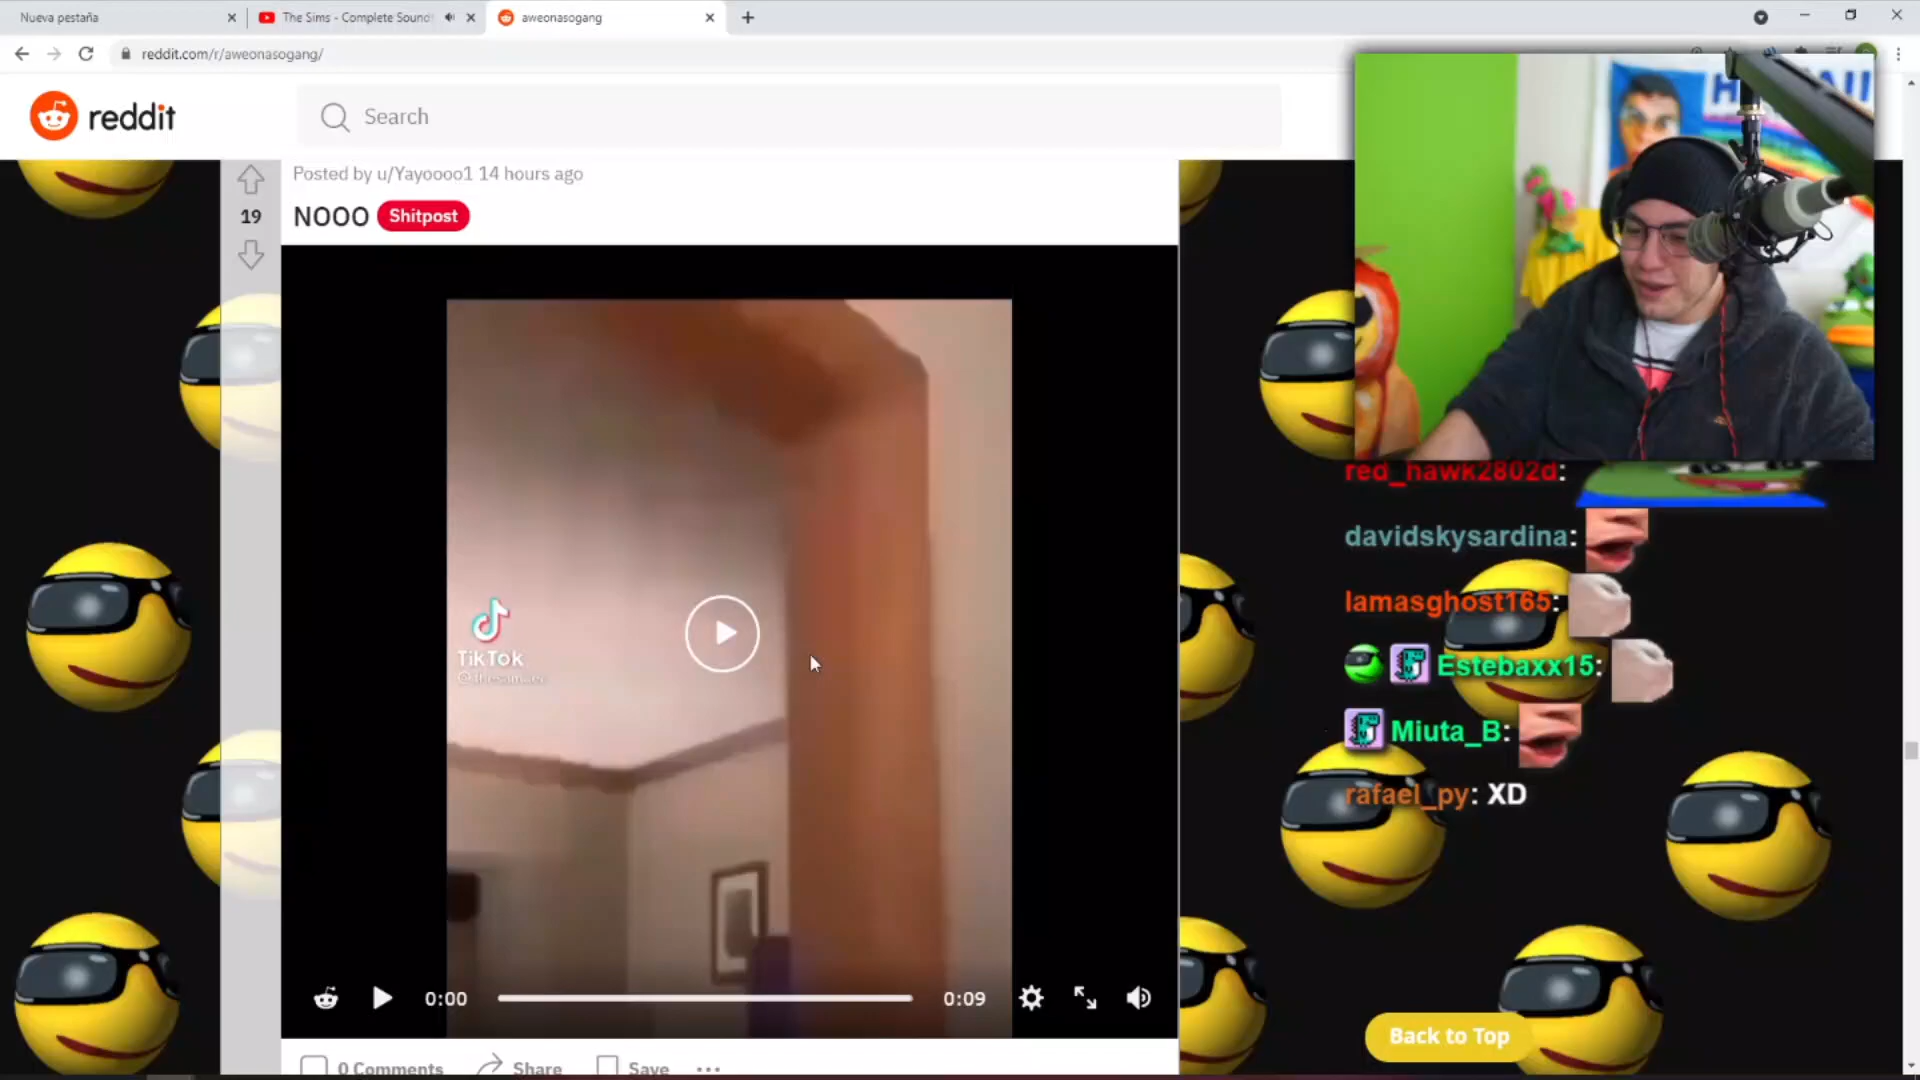 Nueva pestaña
The Sims - Complete Sound
aweonasogang
reddit.com/r/aweonasogang/
reddit
Search
Posted by u/Yayoooo1 14 hours ago
19
NOOO Shitpost
TikTok
0:00
0:09
0 Comments Share Save
red_hawk2802d:
davidskysardina:
lamasghost165:
Estebaxx15:
Miuta_B:
rafael_py: XD
Back to Top